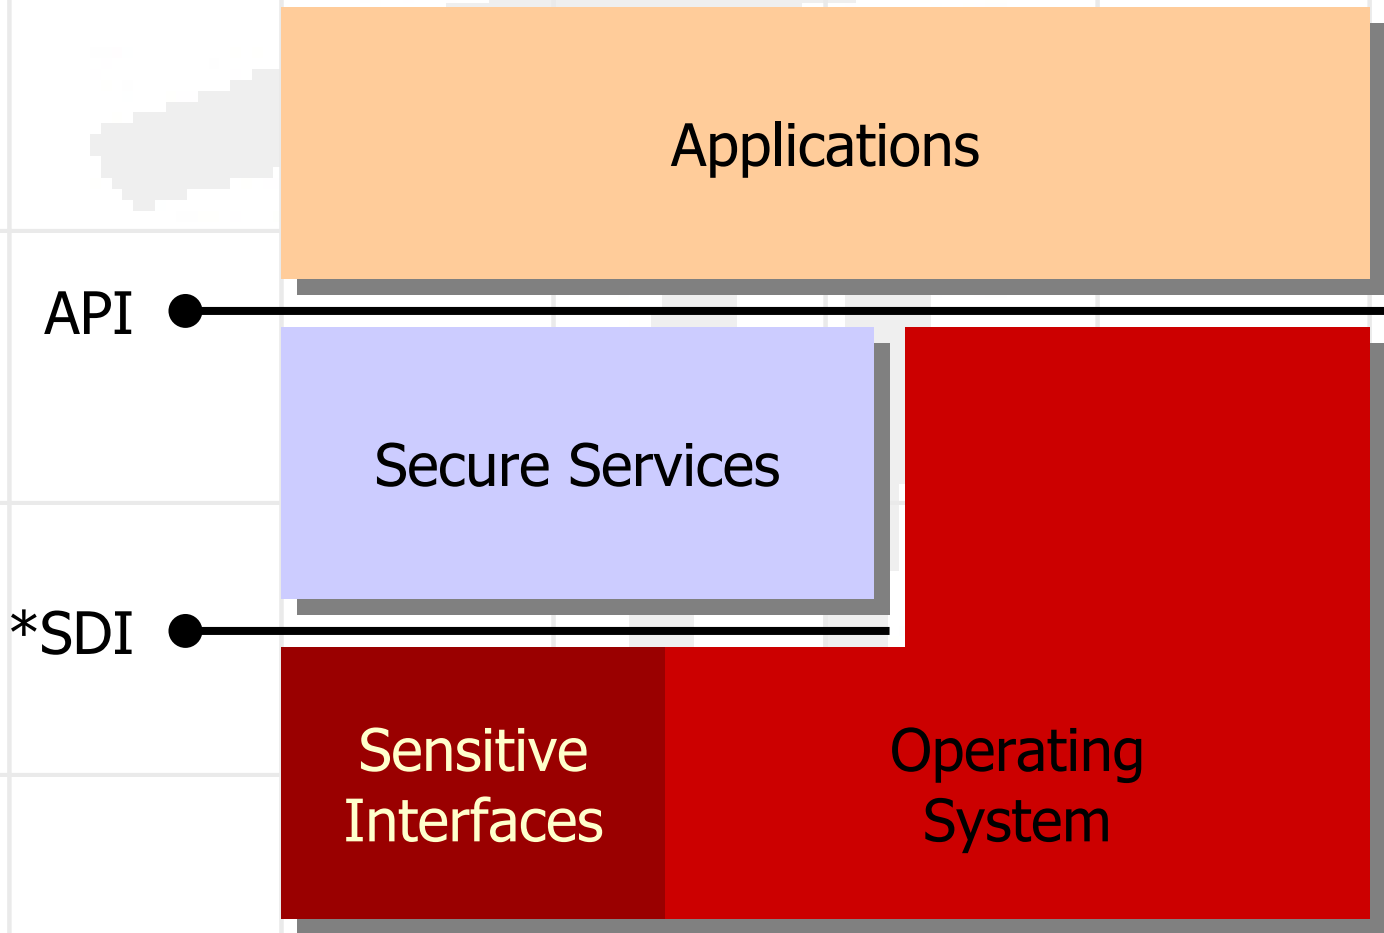 Applications
API
Secure Services
*SDI
Sensitive
Interfaces
Operating
System